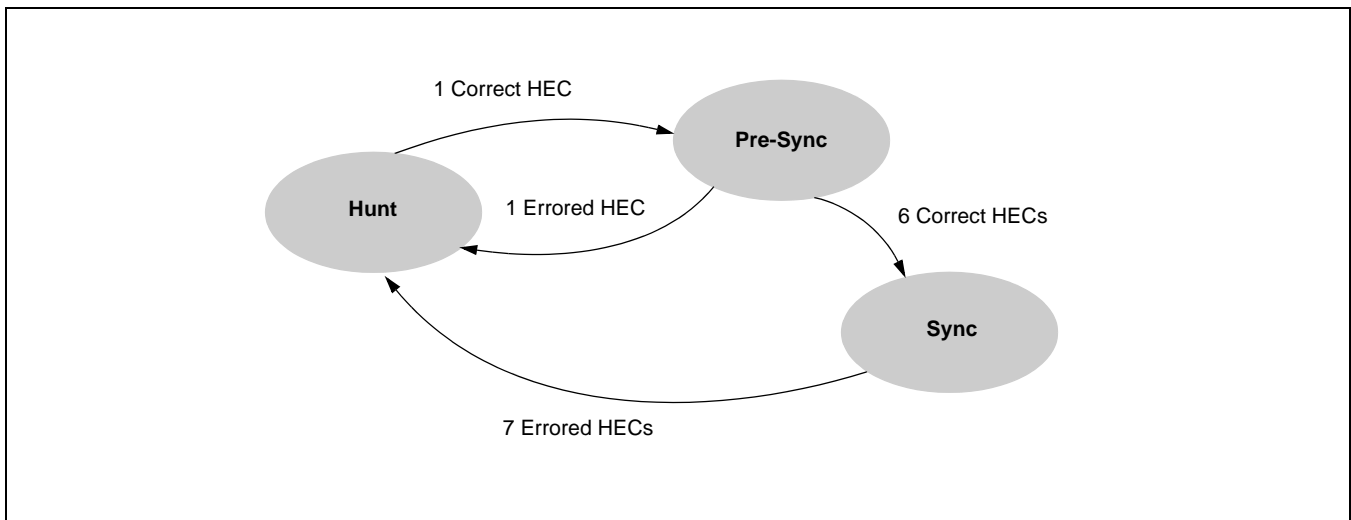 1 Correct HEC
Pre-Sync
Hunt
1 Errored HEC
6 Correct HECs
Sync
7 Errored HECs